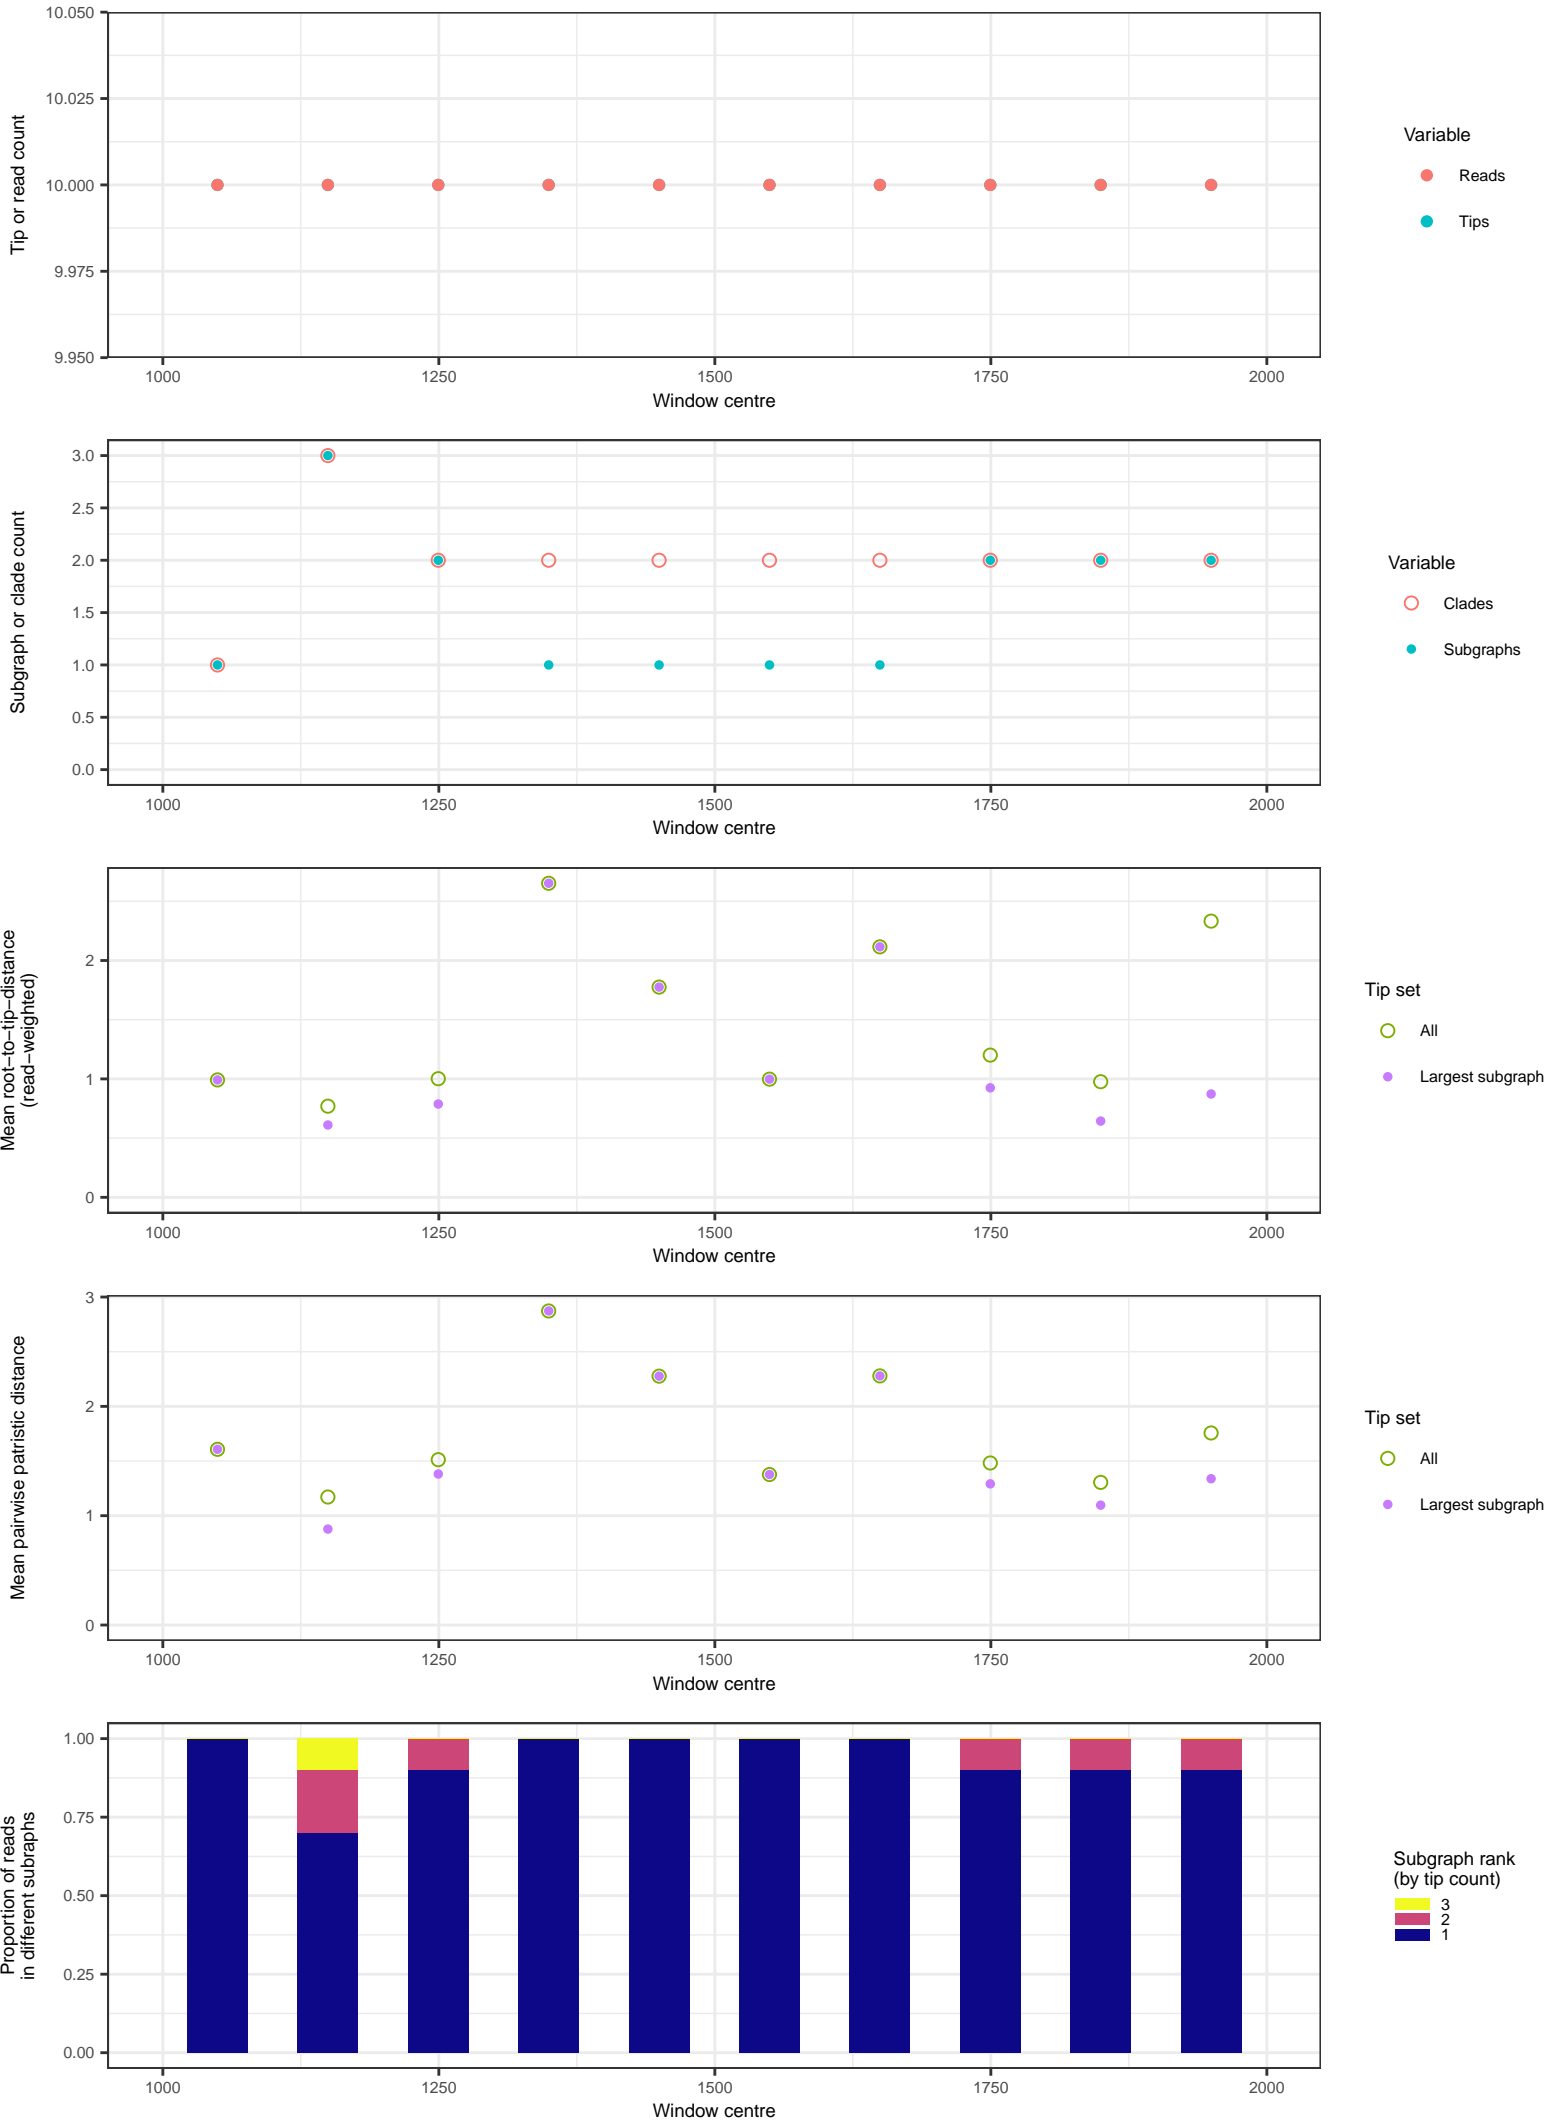 10.050
10.025
10.000
9.975
9.950
Tip or read count
1000 1250 1500 1750 2000
Window centre
Variable
Reads
Tips
3.0
2.5
2.0
1.5
1.0
0.5
0.0
Subgraph or clade count
1000 1250 1500 1750 2000
Window centre
Variable
Clades
Subgraphs
2
1
0
Mean root−to−tip−distance
(read−weighted)
1000 1250 1500 1750 2000
Window centre
Tip set
All
Largest subgraph
3
2
1
0
Mean pairwise patristic distance
1000 1250 1500 1750 2000
Window centre
Tip set
All
Largest subgraph
1.00
0.75
0.50
0.25
0.00
Proportion of reads
in different subraphs
1000 1250 1500 1750 2000
Window centre
Subgraph rank
(by tip count)
3
2
1